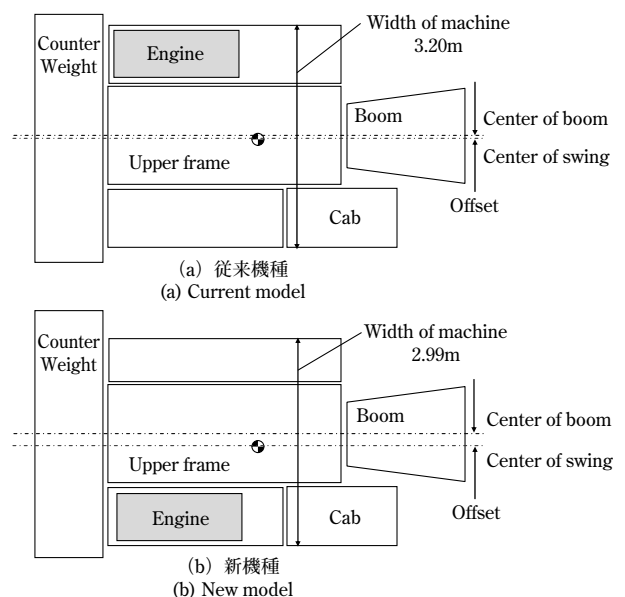 Counter
Weight
Engine
Width of machine
3.20m
Boom
Center of boom
Upper frame
Center of swing
Cab
Offset
(a) 従来機種
(a) Current model
Counter
Weight
Width of machine
2.99m
Boom
Center of boom
Upper frame
Center of swing
Engine
Cab
Offset
(b) 新機種
(b) New model